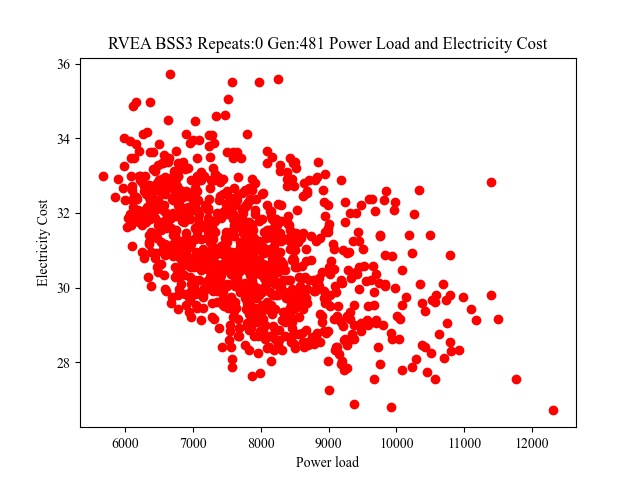 RVEA BSS3 Repeats:0 Gen:481 Power Load and Electricity Cost
36
34
32
30
28
Electricity Cost
6000 7000 8000 9000 10000 11000 12000
Power load